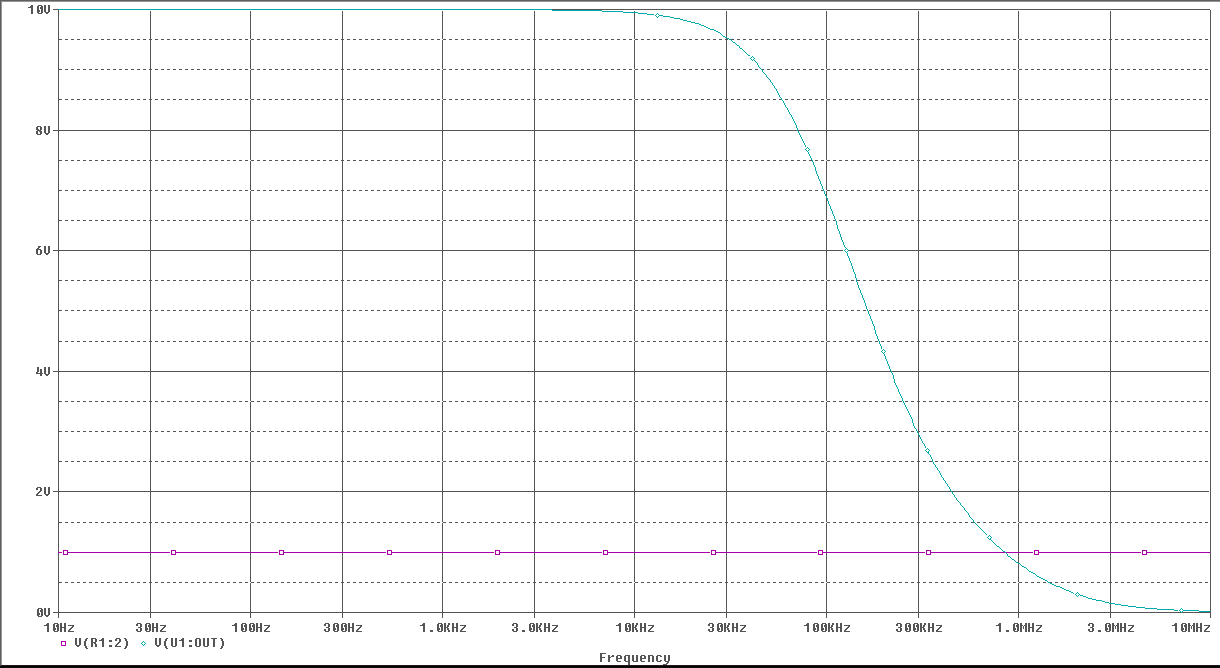 10V
8V
6V
4V
2V
0V
10Hz 30Hz 100Hz 300Hz 1.0KHz 3.0KHz 10KHz 30KHz 100KHz 300KHz 1.0MHz 3.0MHz 10MHz
V(R1:2) V(U1:OUT)
Frequency